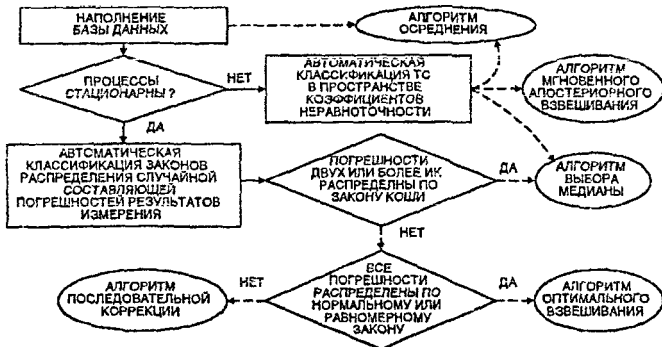 НАПОЛНЕНИЕ
БАЗЫ ДАННЫХ
АЛГОРИТМ
ОСРЕДНЕНИЯ
ПРОЦЕССЫ
СТАЦИОНАРНЫ ?
НЕТ
АВТОМАТИЧЕСКАЯ
КЛАССИФИКАЦИЯ ТС
В ПРОСТРАНСТВЕ
КОЭФФИЦИЕНТОВ
НЕРАВНОТОЧНОСТИ
АЛГОРИТМ
МГНОВЕННОГО
АПОСТЕРИОРНОГО
ВЗВЕШИВАНИЯ
ДА
АВТОМАТИЧЕСКАЯ
КЛАССИФИКАЦИЯ ЗАКОНОВ
РАСПРЕДЕЛЕНИЯ СЛУЧАЙНОЙ
СОСТАВЛЯЮЩЕЙ
ПОГРЕШНОСТЕЙ РЕЗУЛЬТАТОВ
ИЗМЕРЕНИЯ
ПОГРЕШНОСТИ
ДВУХ ИЛИ БОЛЕЕ ИК
РАСПРЕДЕЛНЫ ПО
ЗАКОНУ КОШИ
ДА
АЛГОРИТМ
ВЫБОРА
МЕДИАНЫ
НЕТ
АЛГОРИТМ
ПОСЛЕДОВАТЕЛЬНОЙ
КОРРЕКЦИИ
НЕТ
ВСЕ
ПОГРЕШНОСТИ
РАСПРЕДЕЛЕНЫ ПО
НОРМАЛЬНОМУ ИЛИ
РАВНОМЕРНОМУ
ЗАКОНУ
ДА
АЛГОРИТМ
ОПТИМАЛЬНОГО
ВЗВЕШИВАНИЯ